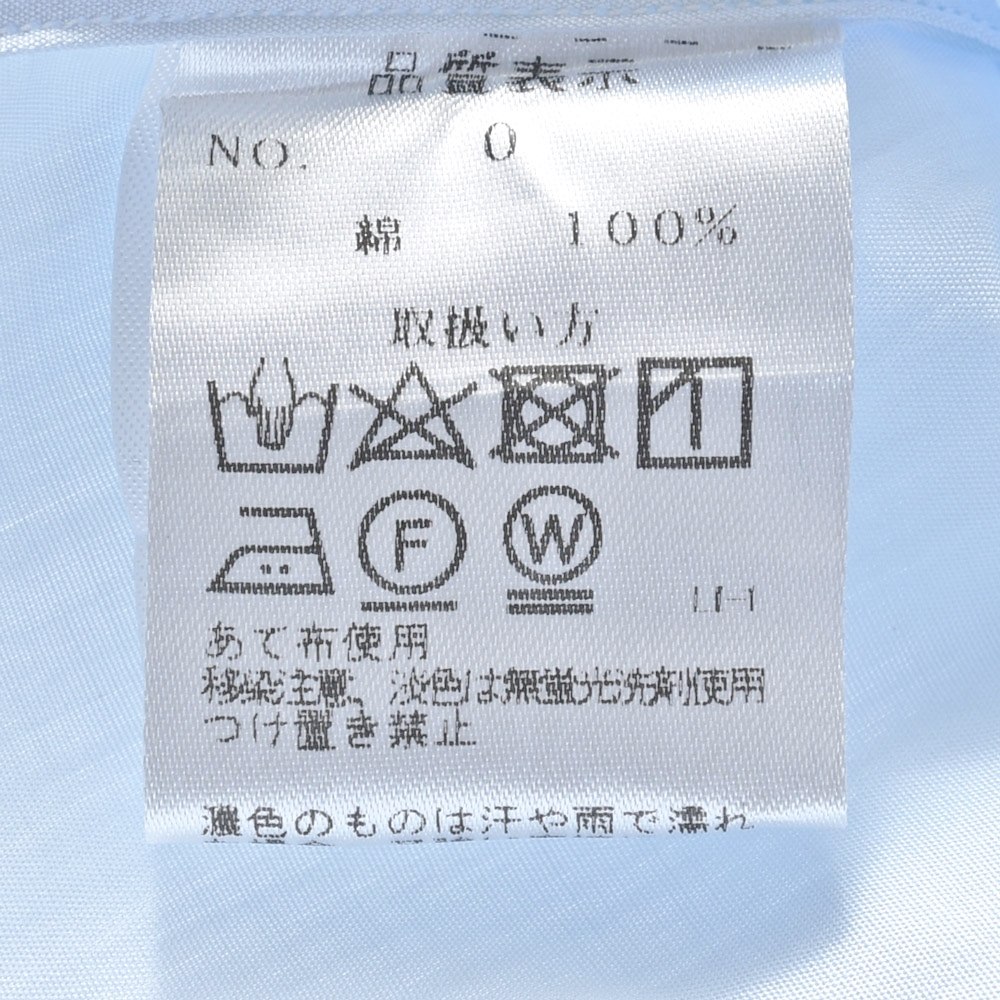 品質表示
NO. 0
綿 100%
取扱い方
F W
あて布使用
移染注意、淡色は無蛍光洗剤使用
つけ置き禁止
濃色のものは汗や雨で濡れ